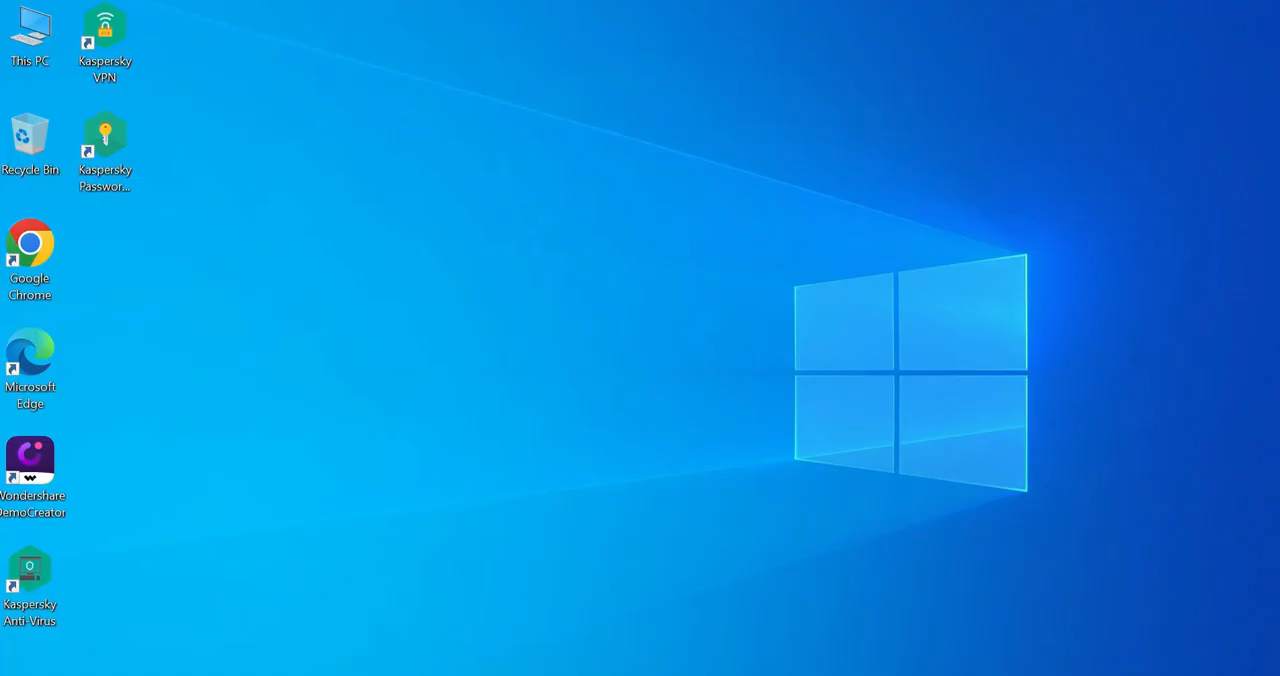 This PC
Kaspersky
VPN
Recycle Bin
Kaspersky
Passwor...
Google
Chrome
Microsoft
Edge
Wondershare
DemoCreator
Kaspersky
Anti-Virus